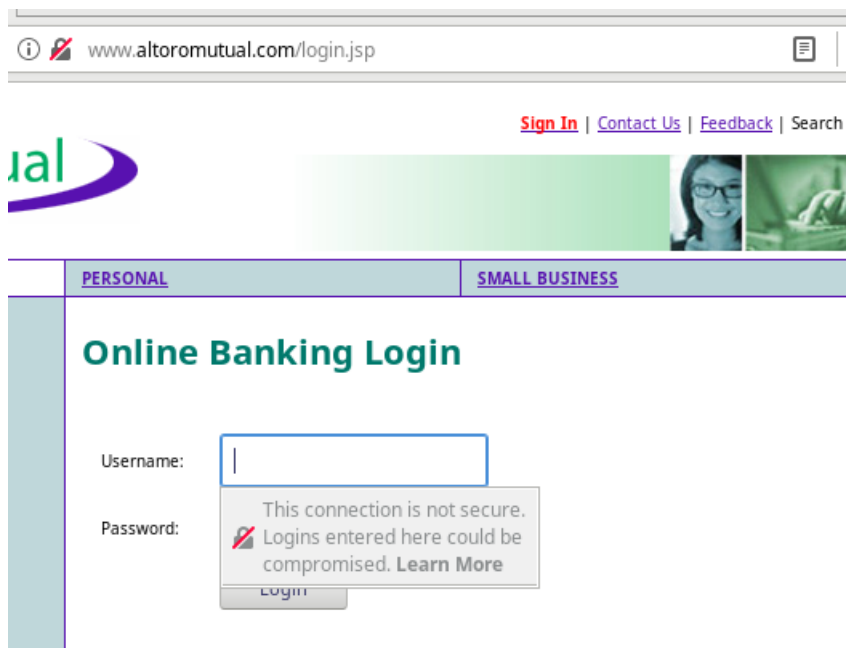 www.altoromutual.com/login.jsp
Sign In | Contact Us | Feedback | Search
ual
PERSONAL
SMALL BUSINESS
Online Banking Login
Username:
This connection is not secure.
Logins entered here could be
compromised. Learn More
Password:
Login